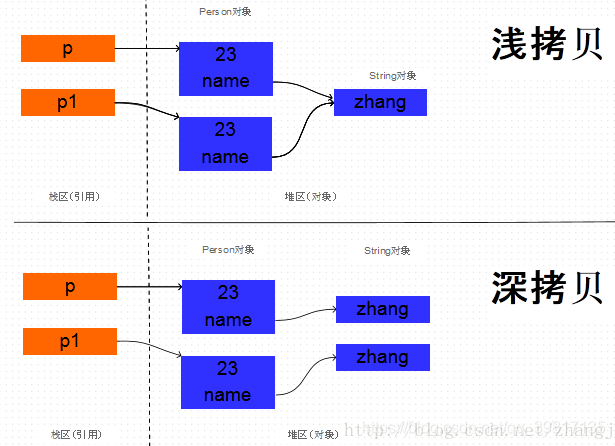 Person对象
浅拷贝
p
23
name
String对象
p1
zhang
23
name
栈区(引用)
堆区(对象)
Person对象
String对象
深拷贝
p
23
name
zhang
p1
zhang
23
name
栈区(引用)
堆区(对象)
http://blog.csdn.net/zhangj